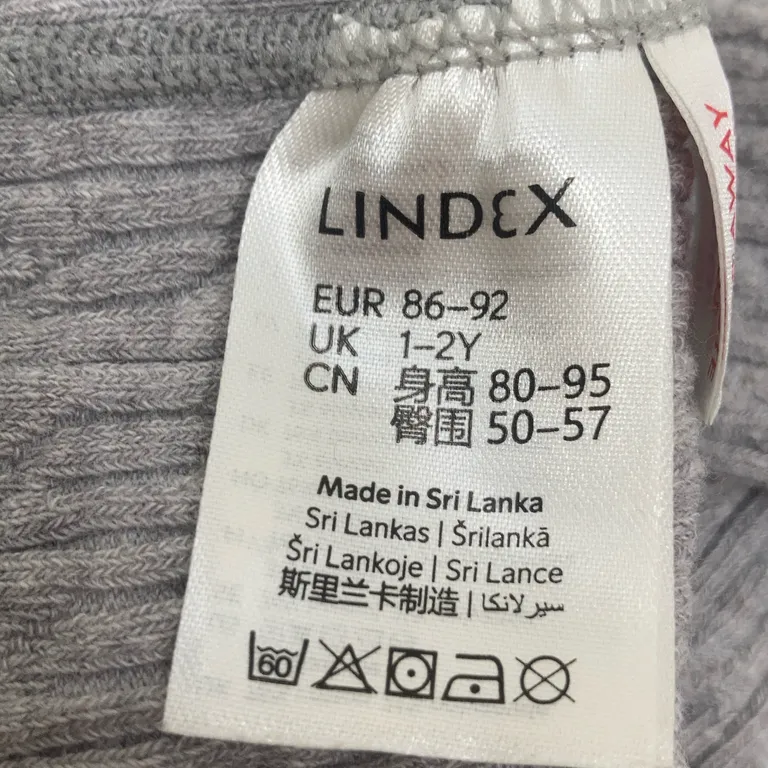 LINDEX
EUR 86–92
UK 1–2Y
CN 身高 80–95
臀围 50–57
Made in Sri Lanka
Sri Lankas | Šrilankā
Šri Lankoje | Sri Lance
斯里兰卡制造 | سيرلانكا
60
WAY